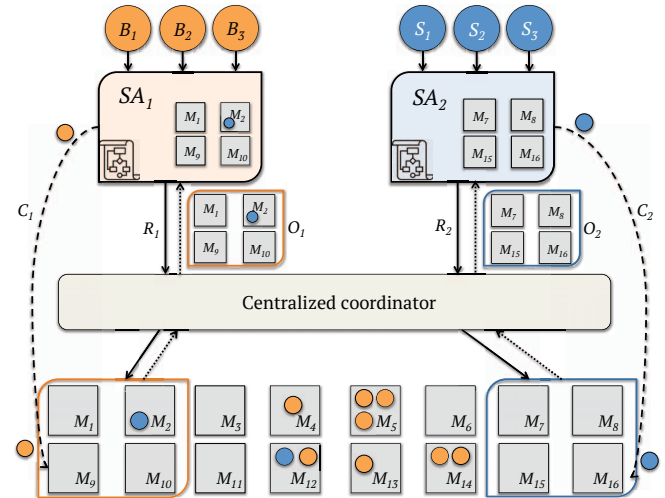 B1 B2 B3 S1 S2 S3
SA1 SA2
M1 M2 M7 M8
M9 M10 M15 M16
C1 R1 M1 M2 O1 R2 M7 M8 O2 C2
M9 M10 M15 M16
Centralized coordinator
M1 M2 M3 M4 M5 M6 M7 M8
M9 M10 M11 M12 M13 M14 M15 M16